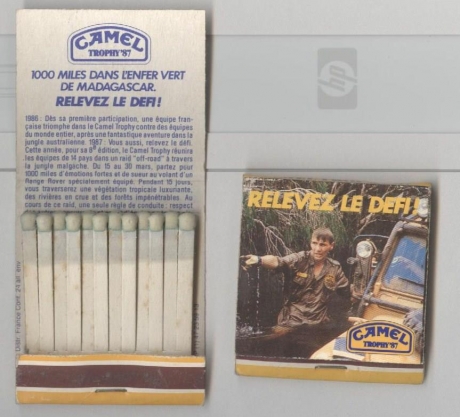 CAMEL
TROPHY'87
1000 MILES DANS L'ENFER VERT
DE MADAGASCAR.
RELEVEZ LE DEFI!
1986 : Dès sa première participation, une équipe fran-
çaise triomphe dans le Camel Trophy contre des équipes
du monde entier, après une fantastique aventure dans la
jungle australienne. 1987 : Vous aussi, relevez le défi.
Cette année, pour sa 8e édition, le Camel Trophy réunira
les équipes de 14 pays dans un raid "off-road" à travers
la jungle malgache. Du 15 au 30 mars, partez pour
1000 miles d'émotions fortes et de sueur au volant d'un
Range Rover spécialement équipé. Pendant 15 jours,
vous traverserez une végétation tropicale luxuriante,
des rivières en crue et des forêts impénétrables. Au
cours de ce raid, une seule règle de conduite : respect
hp
RELEVEZ LE DEFI!
CAMEL
TROPHY'87